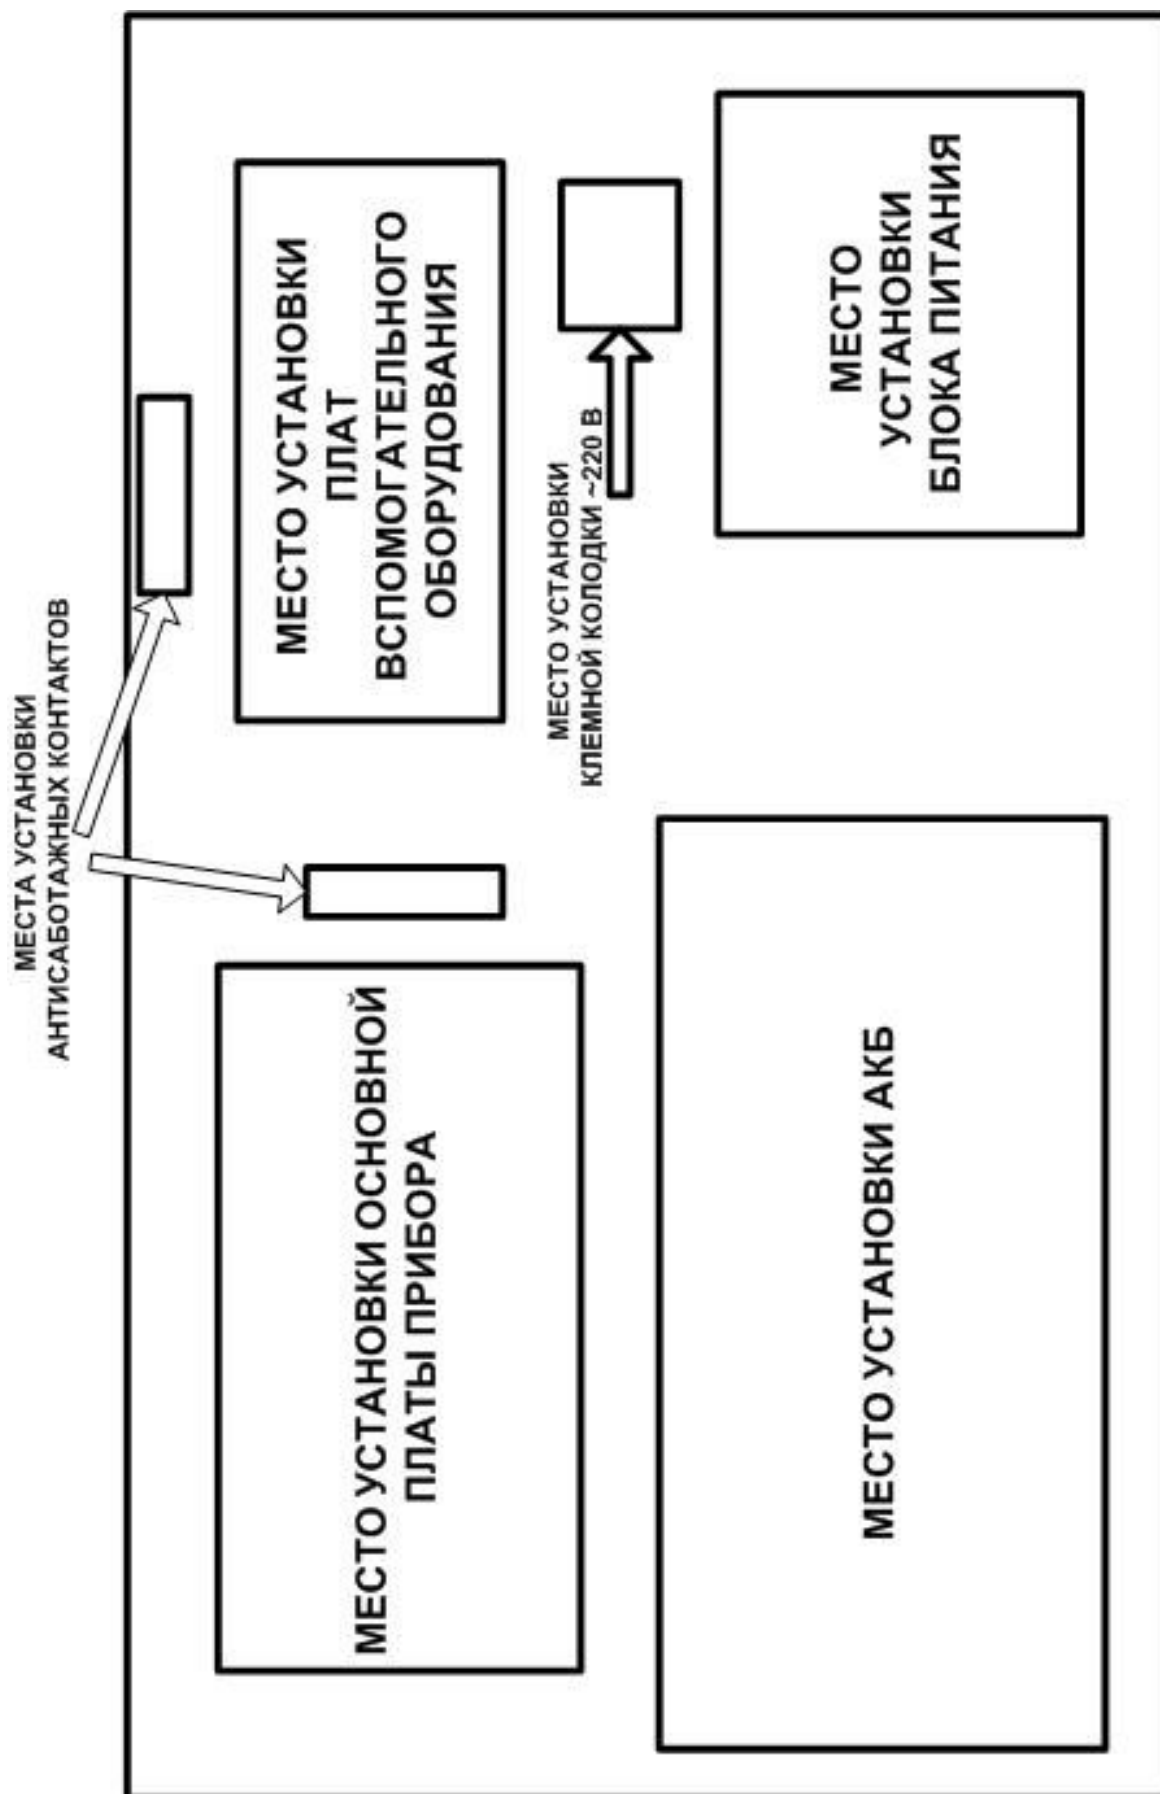 МЕСТА УСТАНОВКИ
АНТИСАБОТАЖНЫХ КОНТАКТОВ
МЕСТО УСТАНОВКИ ОСНОВНОЙ
ПЛАТЫ ПРИБОРА
МЕСТО УСТАНОВКИ
ПЛАТ
ВСПОМОГАТЕЛЬНОГО
ОБОРУДОВАНИЯ
МЕСТО УСТАНОВКИ
КЛЕМНОЙ КОЛОДКИ ~220 В
МЕСТО УСТАНОВКИ АКБ
МЕСТО
УСТАНОВКИ
БЛОКА ПИТАНИЯ